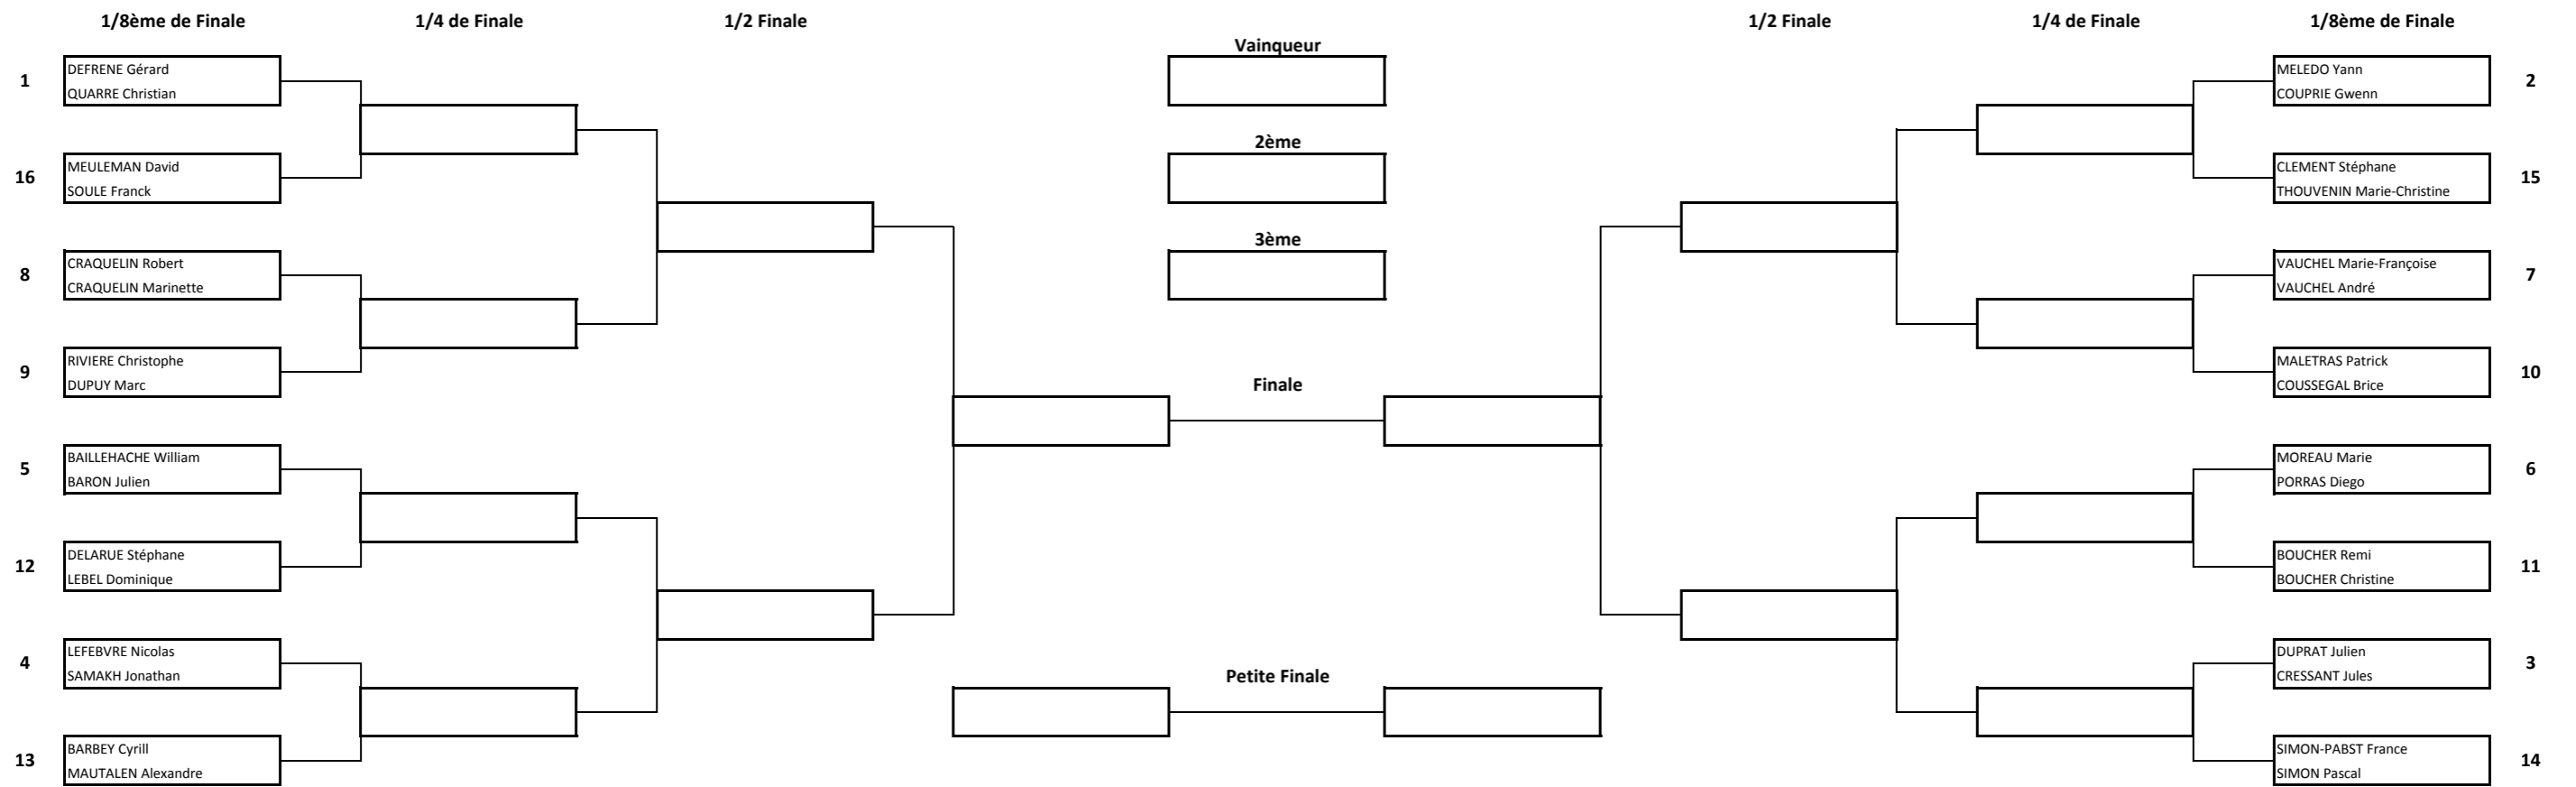 1/8ème de Finale
1/4 de Finale
1/2 Finale
1/2 Finale
1/4 de Finale
1/8ème de Finale
1
DEFRENE Gérard
QUARRE Christian
16
MEULEMAN David
SOULE Franck
8
CRAQUELIN Robert
CRAQUELIN Marinette
9
RIVIERE Christophe
DUPUY Marc
5
BAILLEHACHE William
BARON Julien
12
DELARUE Stéphane
LEBEL Dominique
4
LEFEBVRE Nicolas
SAMAKH Jonathan
13
BARBEY Cyrill
MAUTALEN Alexandre
Vainqueur
2ème
3ème
Finale
Petite Finale
MELEDO Yann
COUPRIE Gwenn
2
CLEMENT Stéphane
THOUVENIN Marie-Christine
15
VAUCHEL Marie-Françoise
VAUCHEL André
7
MALETRAS Patrick
COUSSEGAL Brice
10
MOREAU Marie
PORRAS Diego
6
BOUCHER Remi
BOUCHER Christine
11
DUPRAT Julien
CRESSANT Jules
3
SIMON-PABST France
SIMON Pascal
14